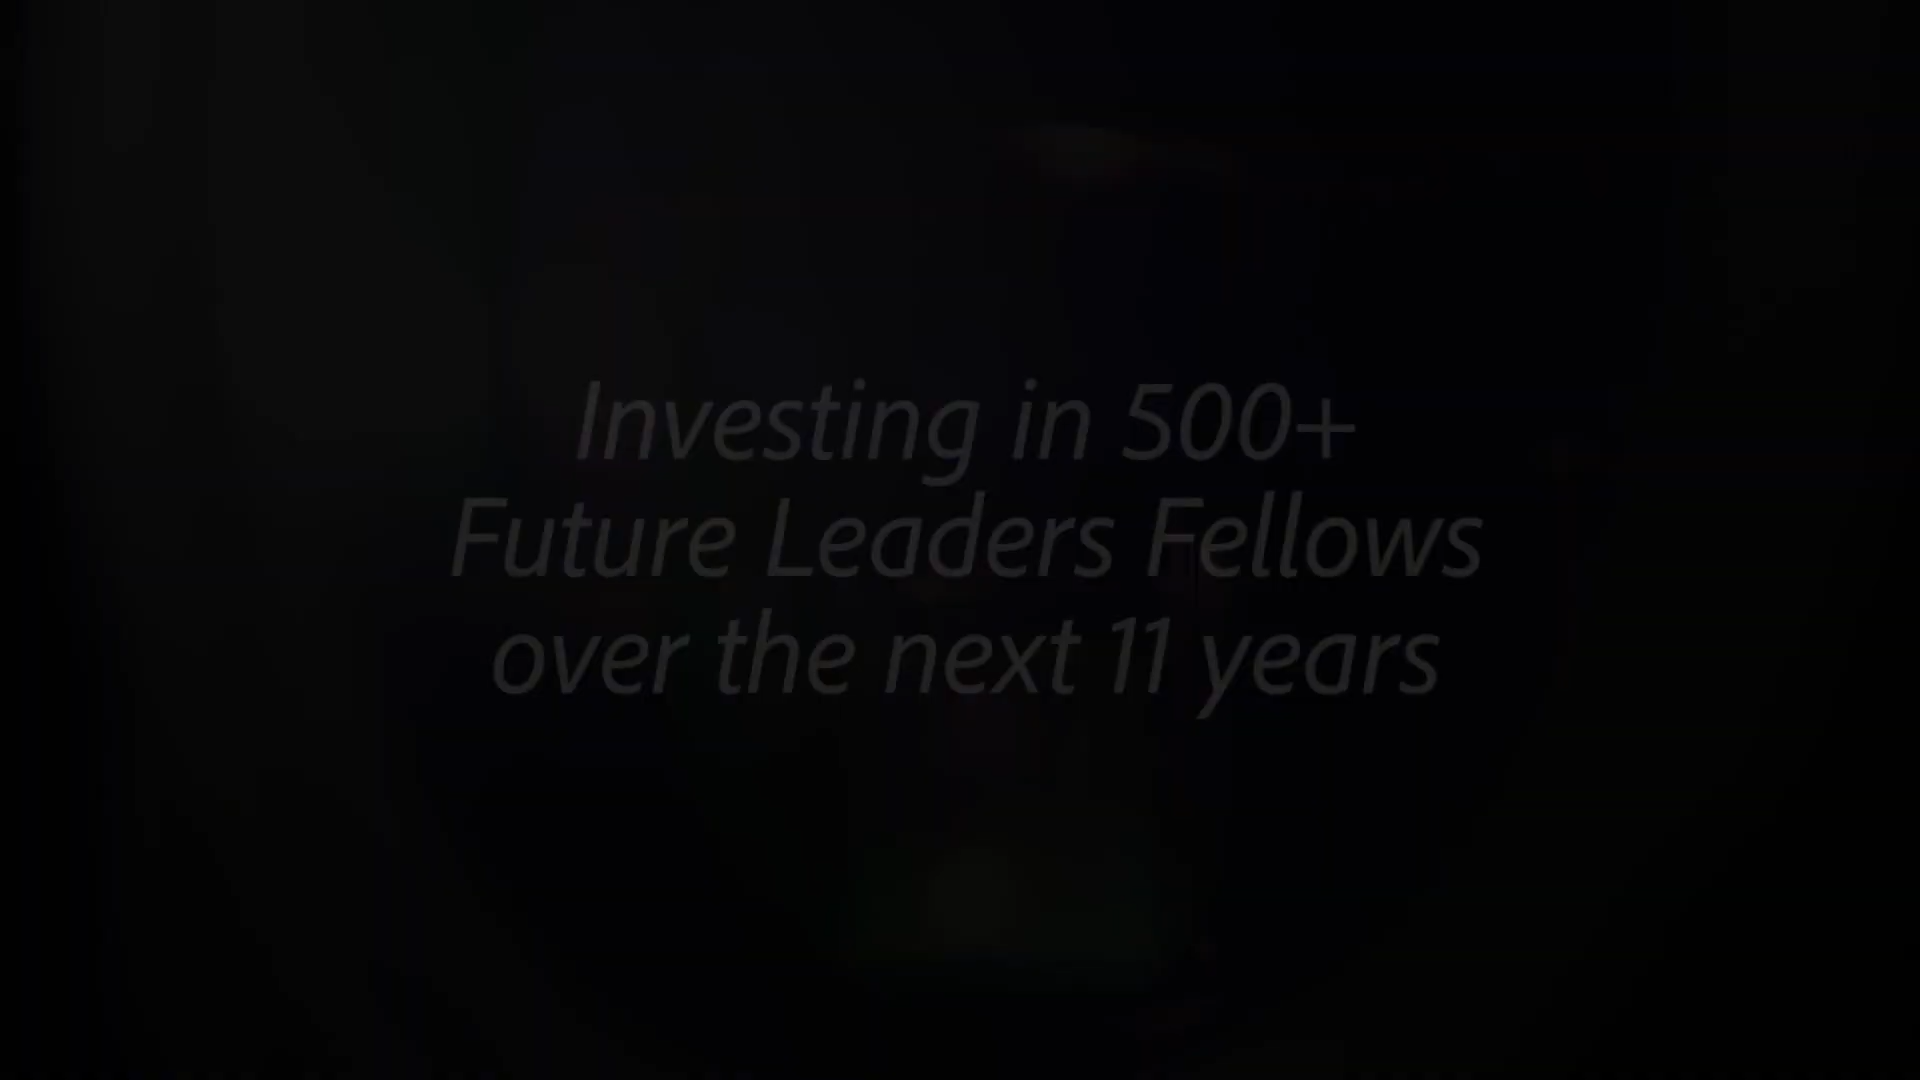 Investing in 500+
Future Leaders Fellows
over the next 11 years